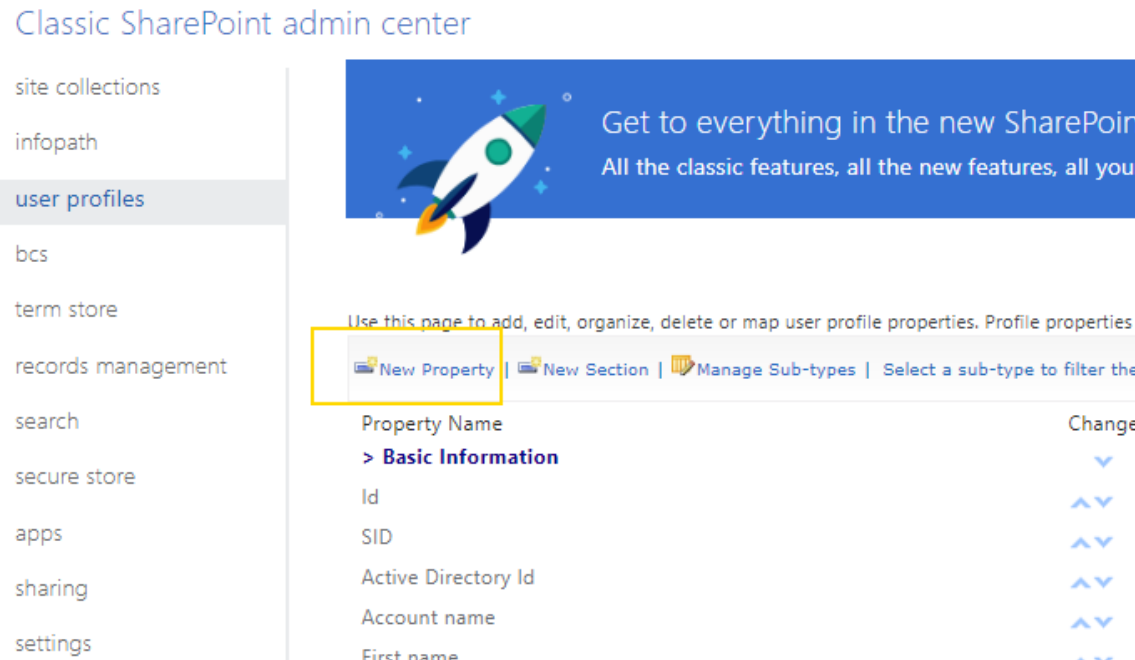 Classic SharePoint admin center
site collections
infopath
user profiles
bcs
term store
records management
search
secure store
apps
sharing
settings
Get to everything in the new
All the classic features, all the new features, all
Use this page to add, edit, organize, delete or map user profile properties. Profile properties
New Property | New Section | Manage Sub-types | Select a sub-type to filter the
Property Name
Change
> Basic Information
Id
SID
Active Directory Id
Account name
First name